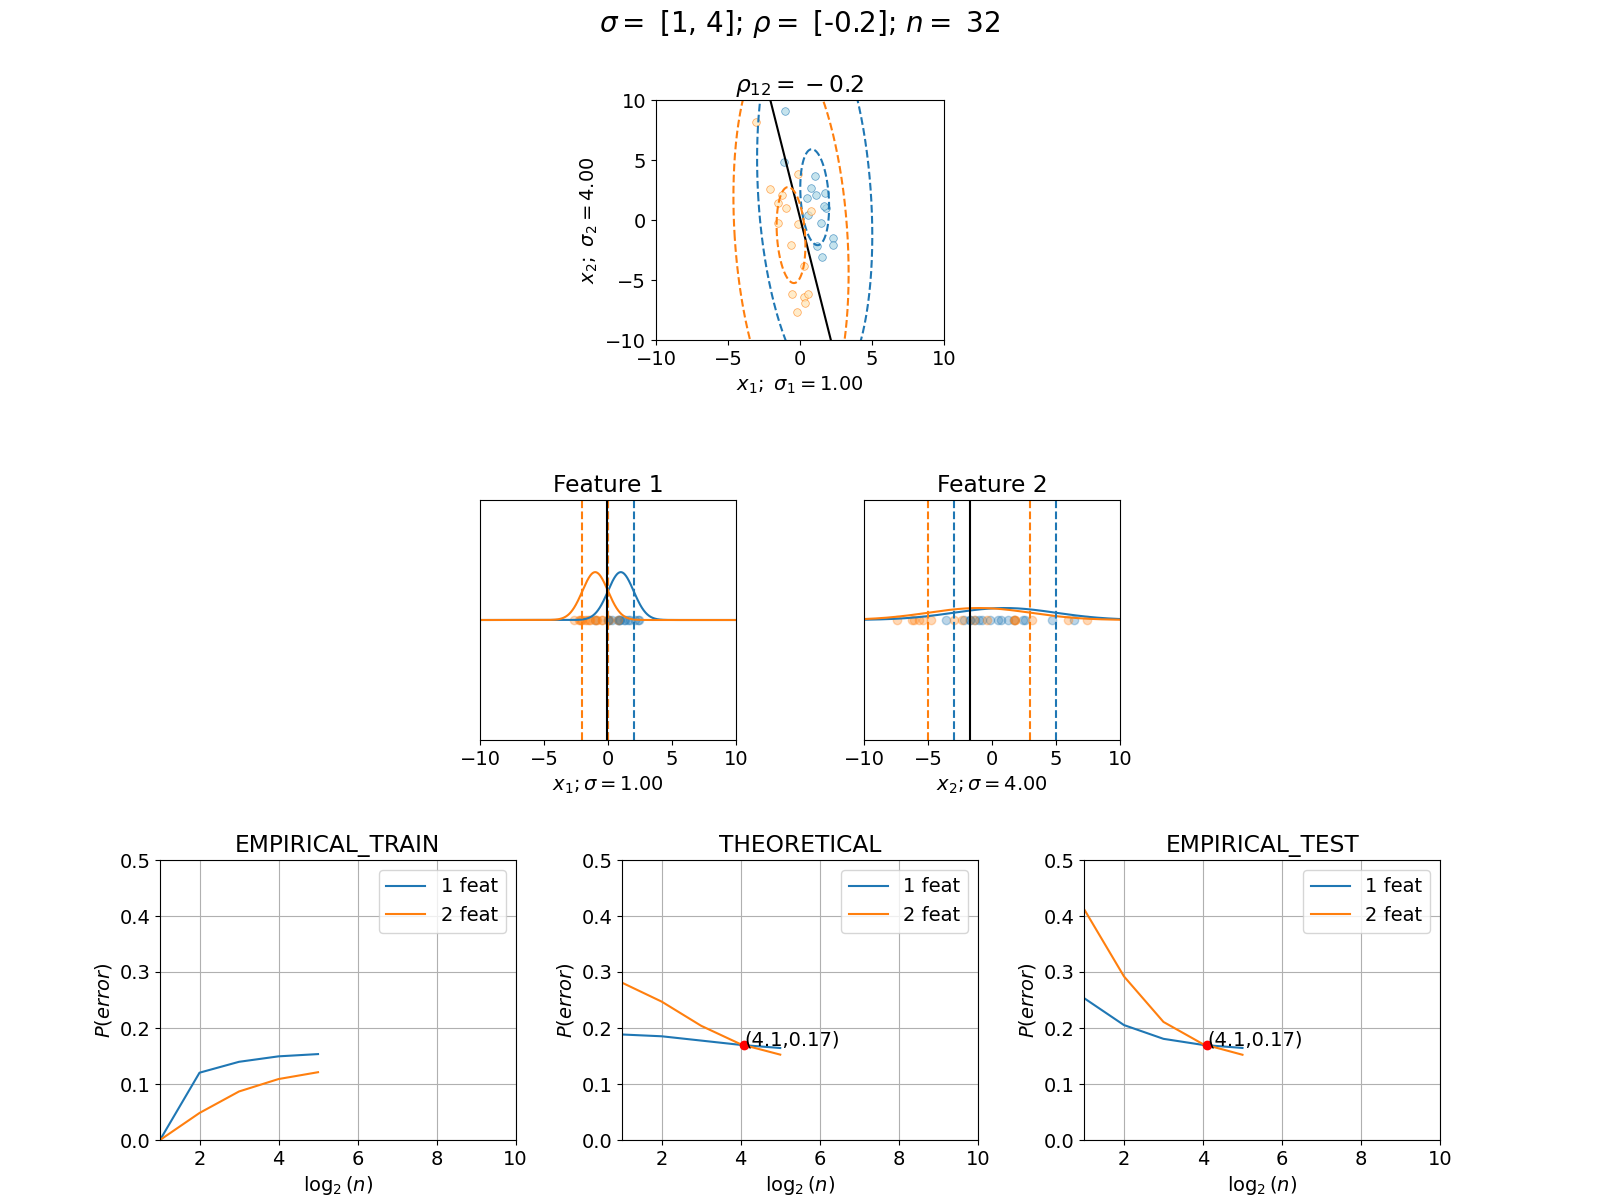 σ = [1, 4]; ρ = [-0.2]; n = 32
ρ₁₂ = −0.2
10
5
0
−5
−10
x₂; σ₂ = 4.00
−10 −5 0 5 10
x₁; σ₁ = 1.00
Feature 1
−10 −5 0 5 10
x₁; σ = 1.00
Feature 2
−10 −5 0 5 10
x₂; σ = 4.00
EMPIRICAL_TRAIN
0.5
0.4
0.3
0.2
0.1
0.0
P(error)
1 feat
2 feat
2 4 6 8 10
log₂ (n)
THEORETICAL
0.5
0.4
0.3
0.2
0.1
0.0
P(error)
1 feat
2 feat
(4.1,0.17)
2 4 6 8 10
log₂ (n)
EMPIRICAL_TEST
0.5
0.4
0.3
0.2
0.1
0.0
P(error)
1 feat
2 feat
(4.1,0.17)
2 4 6 8 10
log₂ (n)